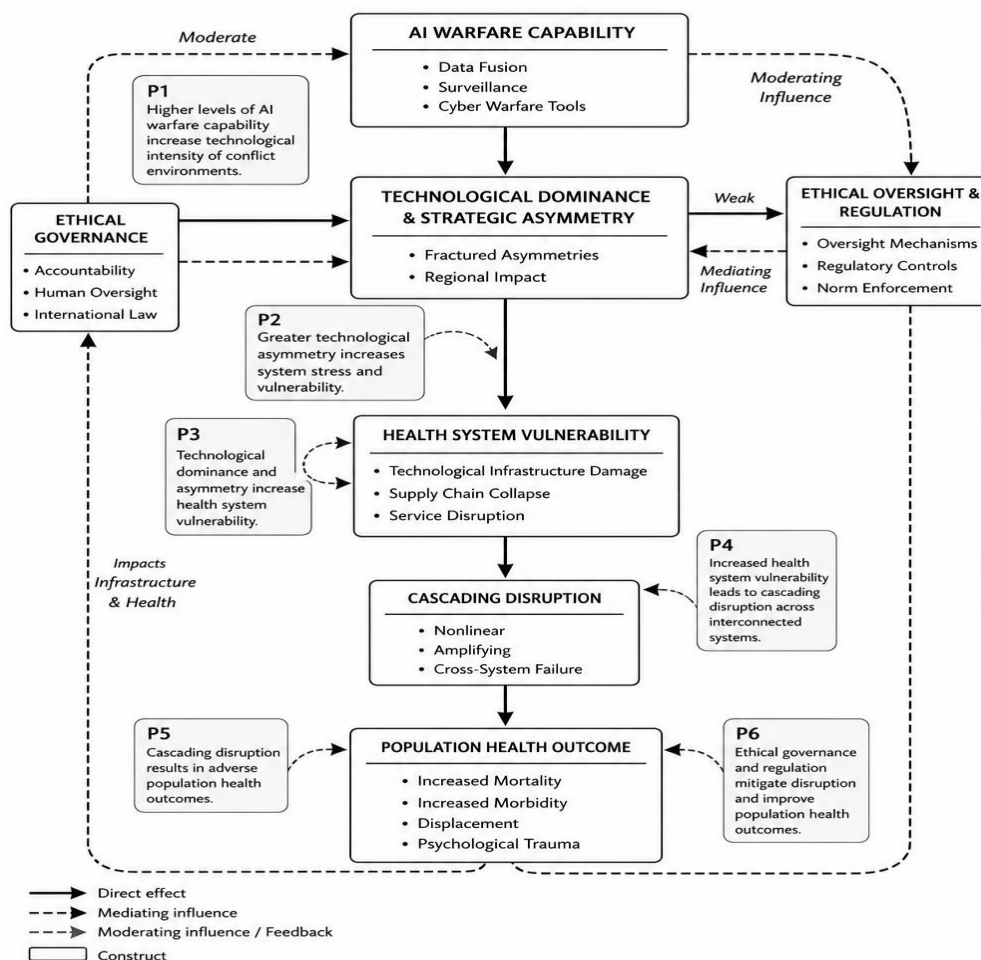 AI WARFARE CAPABILITY
• Data Fusion
• Surveillance
• Cyber Warfare Tools
Moderate
Moderating
Influence
P1
Higher levels of AI
warfare capability
increase technological
intensity of conflict
environments.
ETHICAL
GOVERNANCE
• Accountability
• Human Oversight
• International Law
TECHNOLOGICAL DOMINANCE
& STRATEGIC ASYMMETRY
• Fractured Asymmetries
• Regional Impact
Weak
Mediating
Influence
ETHICAL OVERSIGHT &
REGULATION
• Oversight Mechanisms
• Regulatory Controls
• Norm Enforcement
P2
Greater technological
asymmetry increases
system stress and
vulnerability.
P3
Technological
dominance and
asymmetry increase
health system
vulnerability.
HEALTH SYSTEM VULNERABILITY
• Technological Infrastructure Damage
• Supply Chain Collapse
• Service Disruption
P4
Increased health
system vulnerability
leads to cascading
disruption across
interconnected
systems.
Impacts
Infrastructure
& Health
CASCADING DISRUPTION
• Nonlinear
• Amplifying
• Cross-System Failure
P5
Cascading disruption
results in adverse
population health
outcomes.
POPULATION HEALTH OUTCOME
• Increased Mortality
• Increased Morbidity
• Displacement
• Psychological Trauma
P6
Ethical governance
and regulation
mitigate disruption
and improve
population health
outcomes.
Direct effect
Mediating influence
Moderating influence / Feedback
Construct